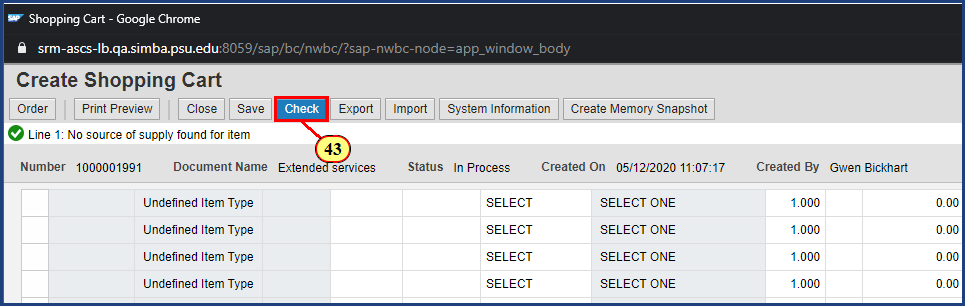 SAP Shopping Cart - Google Chrome
srm-ascs-lb.qa.simba.psu.edu:8059/sap/bc/nwbc/?sap-nwbc-node=app_window_body
Create Shopping Cart
Order Print Preview Close Save Check Export Import System Information Create Memory Snapshot
Line 1: No source of supply found for item
43
Number 1000001991 Document Name Extended services Status In Process Created On 05/12/2020 11:07:17 Created By Gwen Bickhart
Undefined Item Type SELECT SELECT ONE 1.000 0.00
Undefined Item Type SELECT SELECT ONE 1.000 0.00
Undefined Item Type SELECT SELECT ONE 1.000 0.00
Undefined Item Type SELECT SELECT ONE 1.000 0.00